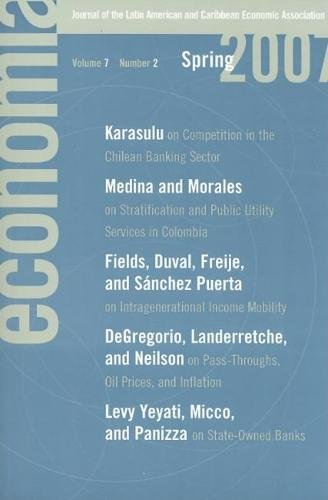 Journal of the Latin American and Caribbean Economic Association
economia
Volume 7 Number 2 Spring 2007
Karasulu on Competition in the
Chilean Banking Sector
Medina and Morales
on Stratification and Public Utility
Services in Colombia
Fields, Duval, Freije,
and Sánchez Puerta
on Intragenerational Income Mobility
DeGregorio, Landerretche,
and Neilson on Pass-Throughs,
Oil Prices, and Inflation
Levy Yeyati, Micco,
and Panizza on State-Owned Banks